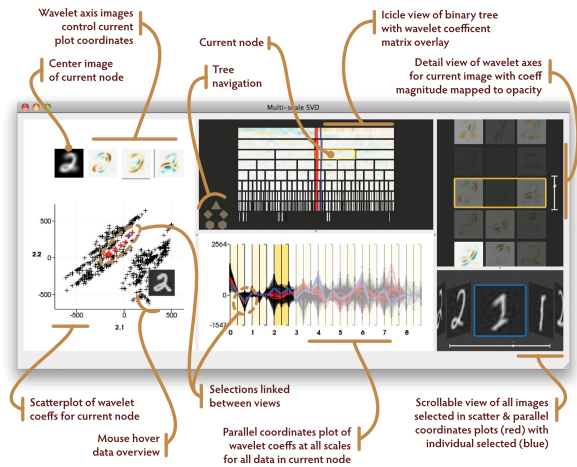 Wavelet axis images
control current
plot coordinates
Icicle view of binary tree
with wavelet coefficent
matrix overlay
Current node
Center image
of current node
Tree
navigation
Detail view of wavelet axes
for current image with coeff
magnitude mapped to opacity
Multi-scale SVD
-500 0 500
500
2.2
0
-500
-500 0 500
2.1
2564
0
-1547
0 1 2 3 4 5 6 7 8
Scatterplot of wavelet
coeffs for current node
Mouse hover
data overview
Selections linked
between views
Parallel coordinates plot of
wavelet coeffs at all scales
for all data in current node
Scrollable view of all images
selected in scatter & parallel
coordinates plots (red) with
individual selected (blue)